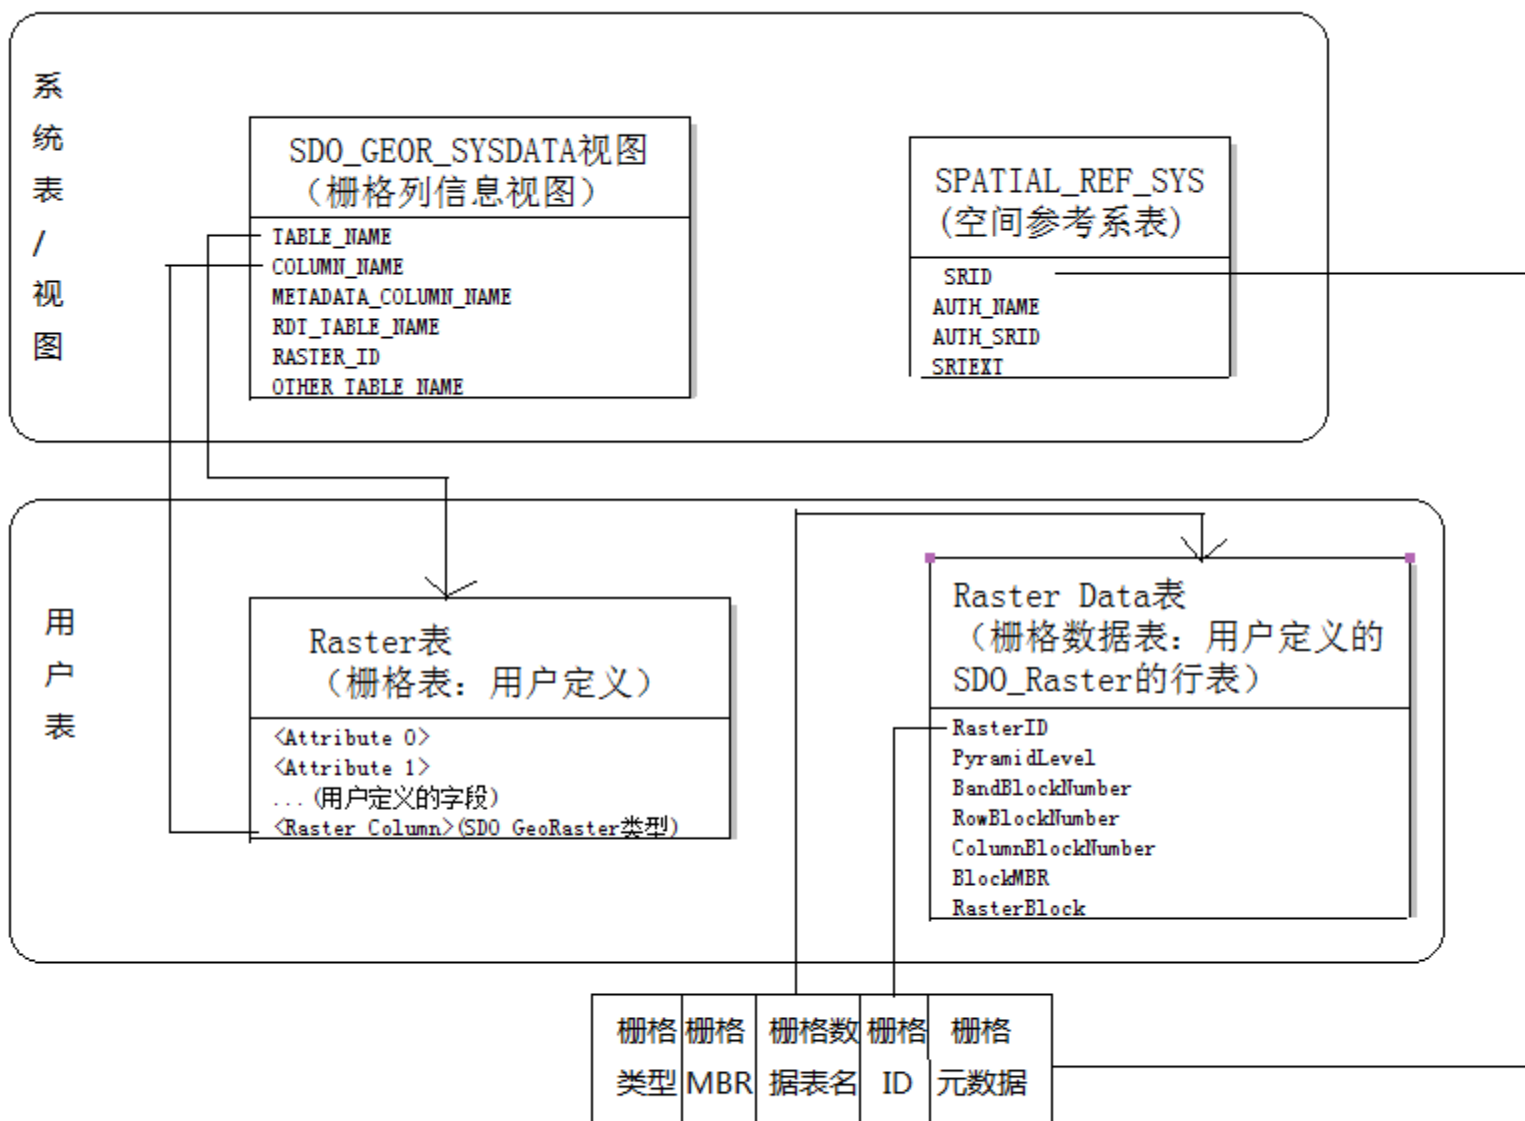 系
统
表
/
视
图
SDO_GEOR_SYSDATA视图
（栅格列信息视图）
TABLE_NAME
COLUMN_NAME
METADATA_COLUMN_NAME
RDT_TABLE_NAME
RASTER_ID
OTHER_TABLE_NAME
SPATIAL_REF_SYS
(空间参考系表)
SRID
AUTH_NAME
AUTH_SRID
SRTEXT
用
户
表
Raster表
（栅格表：用户定义）
<Attribute 0>
<Attribute 1>
...(用户定义的字段)
<Raster Column>(SDO_GeoRaster类型)
Raster Data表
（栅格数据表：用户定义的
SDO_Raster的行表）
RasterID
PyramidLevel
BandBlockNumber
RowBlockNumber
ColumnBlockNumber
BlockMBR
RasterBlock
栅格
类型
栅格
MBR
栅格数
据表名
栅格
ID
栅格
元数据